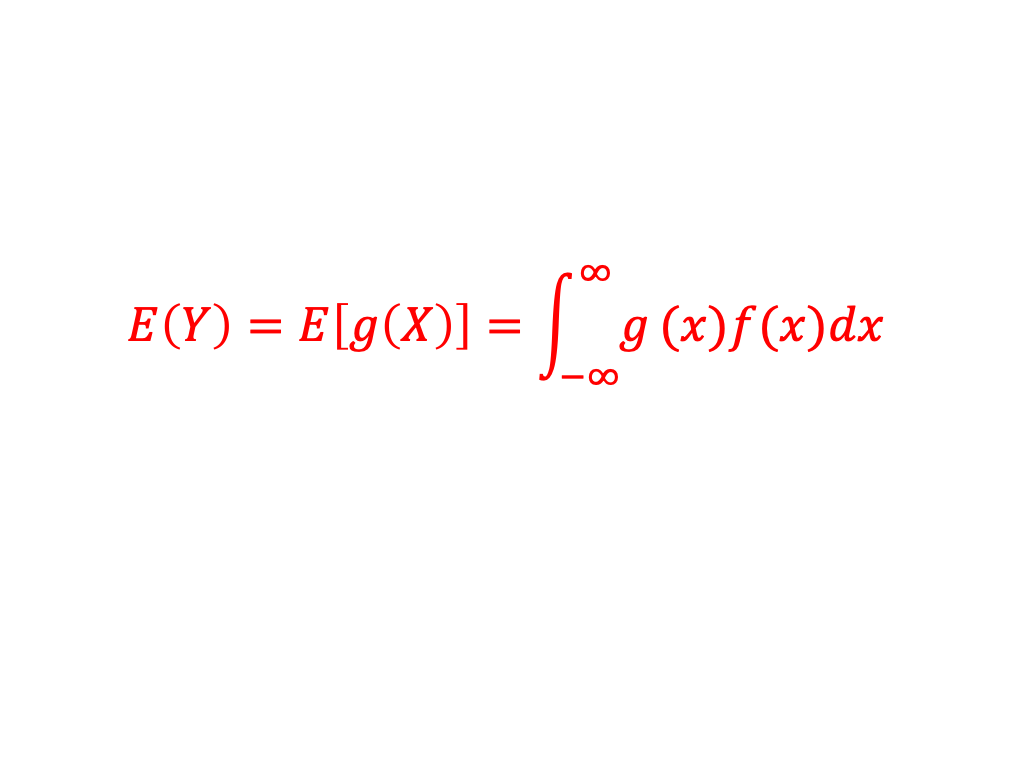 E(Y) = E[g(X)] = ∫_{-∞}^{∞} g (x)f(x)dx